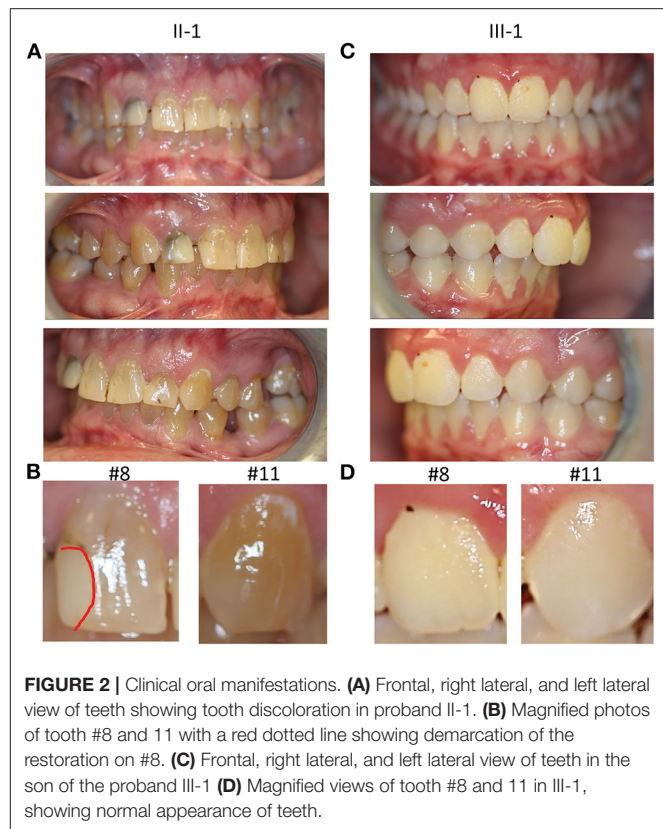 II-1
III-1
A
C
B
#8
#11
D
#8
#11
FIGURE 2 | Clinical oral manifestations. (A) Frontal, right lateral, and left lateral
view of teeth showing tooth discoloration in proband II-1. (B) Magnified photos
of tooth #8 and 11 with a red dotted line showing demarcation of the
restoration on #8. (C) Frontal, right lateral, and left lateral view of teeth in the
son of the proband III-1 (D) Magnified views of tooth #8 and 11 in III-1,
showing normal appearance of teeth.